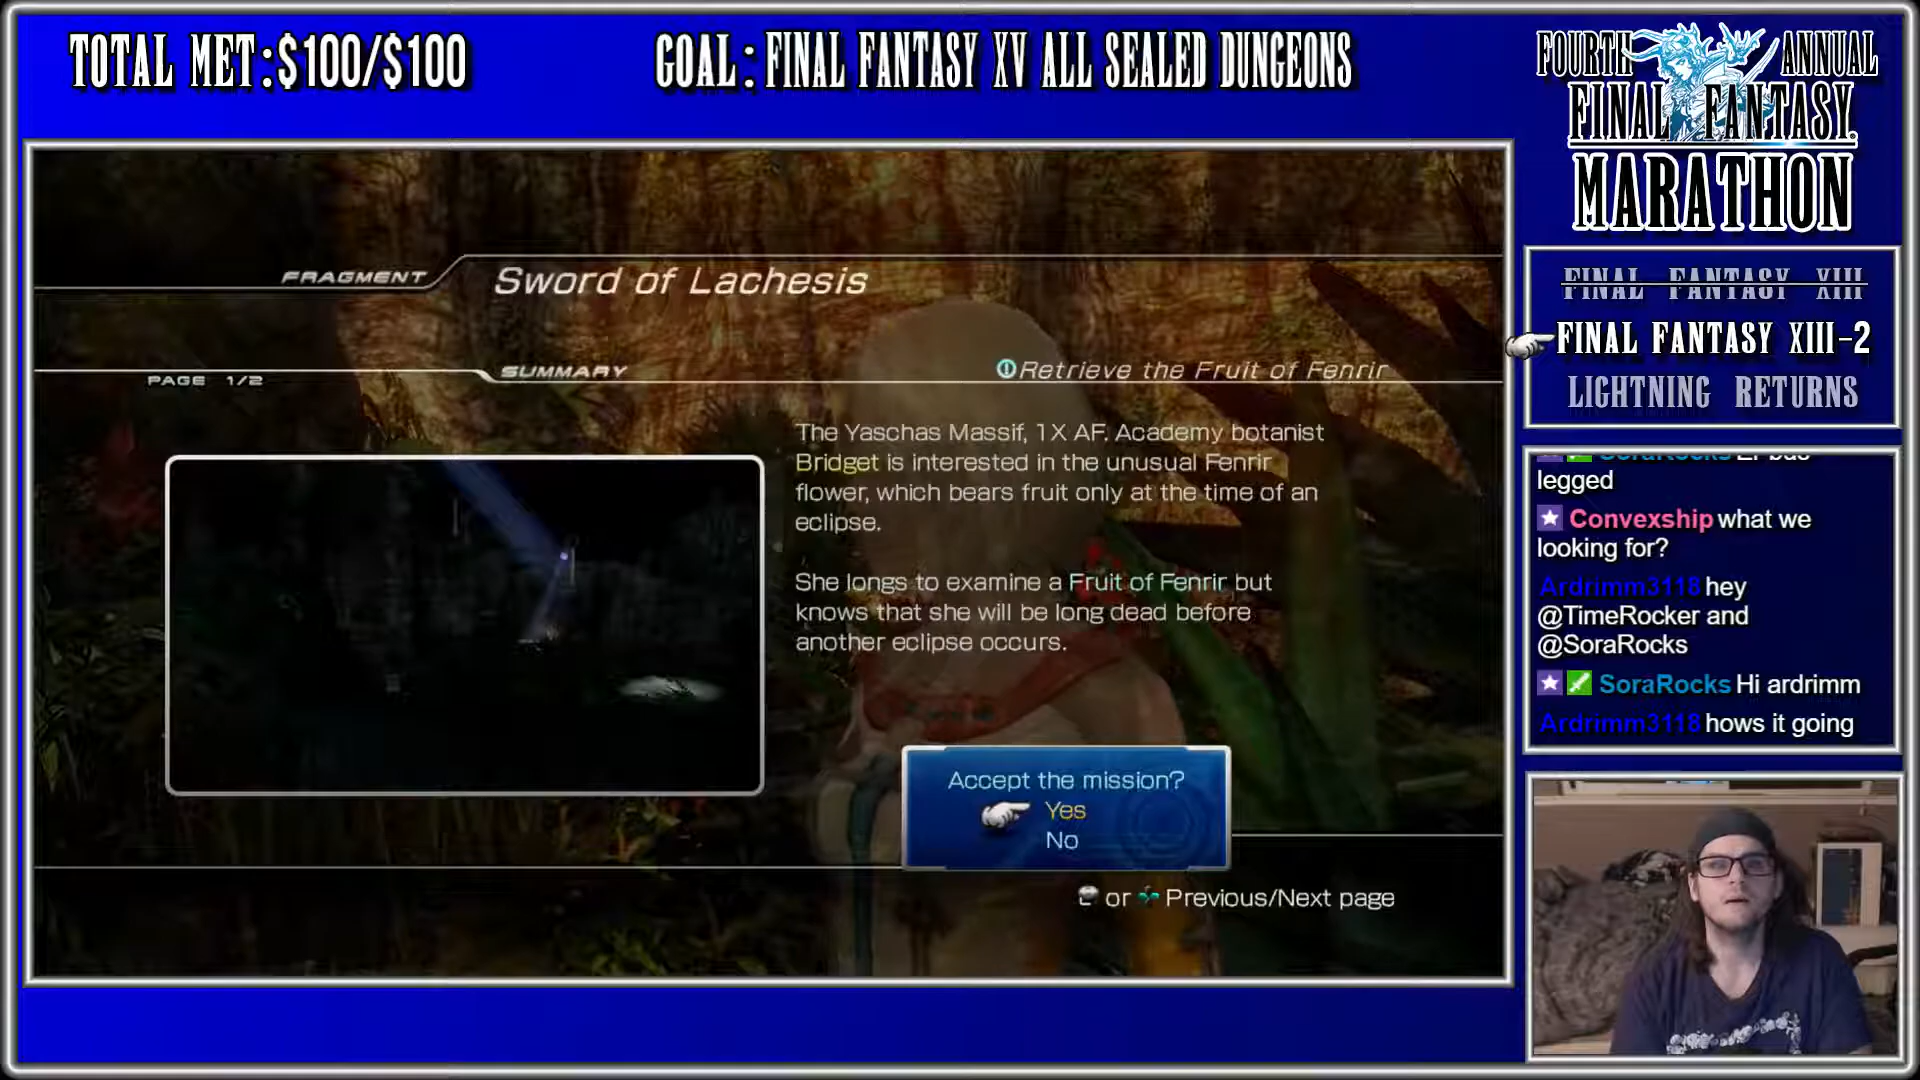 TOTAL MET:$100/$100
GOAL: FINAL FANTASY XV ALL SEALED DUNGEONS
FOURTH ANNUAL
FINAL FANTASY
MARATHON
FINAL FANTASY XIII
FINAL FANTASY XIII-2
LIGHTNING RETURNS
FRAGMENT
Sword of Lachesis
PAGE 1/2
SUMMARY
Retrieve the Fruit of Fenrir
The Yaschas Massif, 1X AF. Academy botanist
Bridget is interested in the unusual Fenrir
flower, which bears fruit only at the time of an
eclipse.
She longs to examine a Fruit of Fenrir but
knows that she will be long dead before
another eclipse occurs.
Accept the mission?
Yes
No
or Previous/Next page
legged
Convexship what we
looking for?
Ardrimm3118 hey
@TimeRocker and
@SoraRocks
SoraRocks Hi ardrimm
Ardrimm3118 hows it going